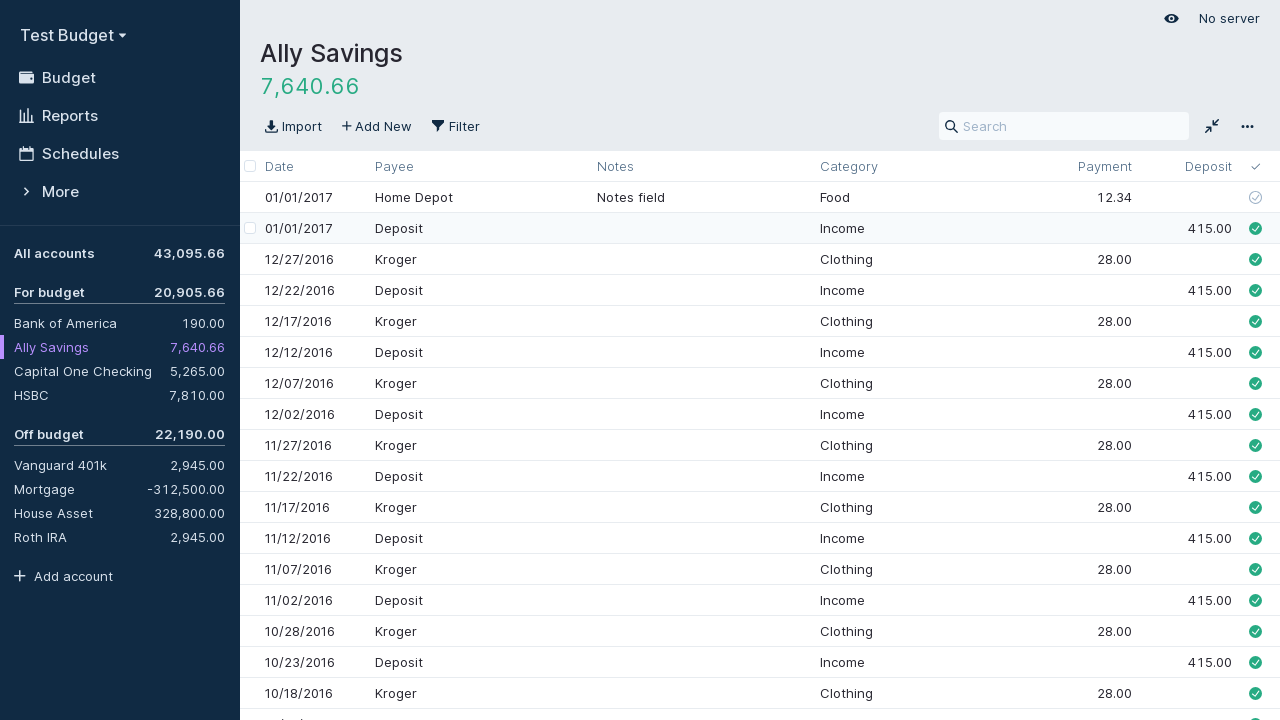 Test Budget
Budget
Reports
Schedules
More
All accounts 43,095.66
For budget 20,905.66
Bank of America 190.00
Ally Savings 7,640.66
Capital One Checking 5,265.00
HSBC 7,810.00
Off budget 22,190.00
Vanguard 401k 2,945.00
Mortgage -312,500.00
House Asset 328,800.00
Roth IRA 2,945.00
Add account
No server
Ally Savings
7,640.66
Import Add New Filter Search
Date Payee Notes Category Payment Deposit
01/01/2017 Home Depot Notes field Food 12.34
01/01/2017 Deposit Income 415.00
12/27/2016 Kroger Clothing 28.00
12/22/2016 Deposit Income 415.00
12/17/2016 Kroger Clothing 28.00
12/12/2016 Deposit Income 415.00
12/07/2016 Kroger Clothing 28.00
12/02/2016 Deposit Income 415.00
11/27/2016 Kroger Clothing 28.00
11/22/2016 Deposit Income 415.00
11/17/2016 Kroger Clothing 28.00
11/12/2016 Deposit Income 415.00
11/07/2016 Kroger Clothing 28.00
11/02/2016 Deposit Income 415.00
10/28/2016 Kroger Clothing 28.00
10/23/2016 Deposit Income 415.00
10/18/2016 Kroger Clothing 28.00